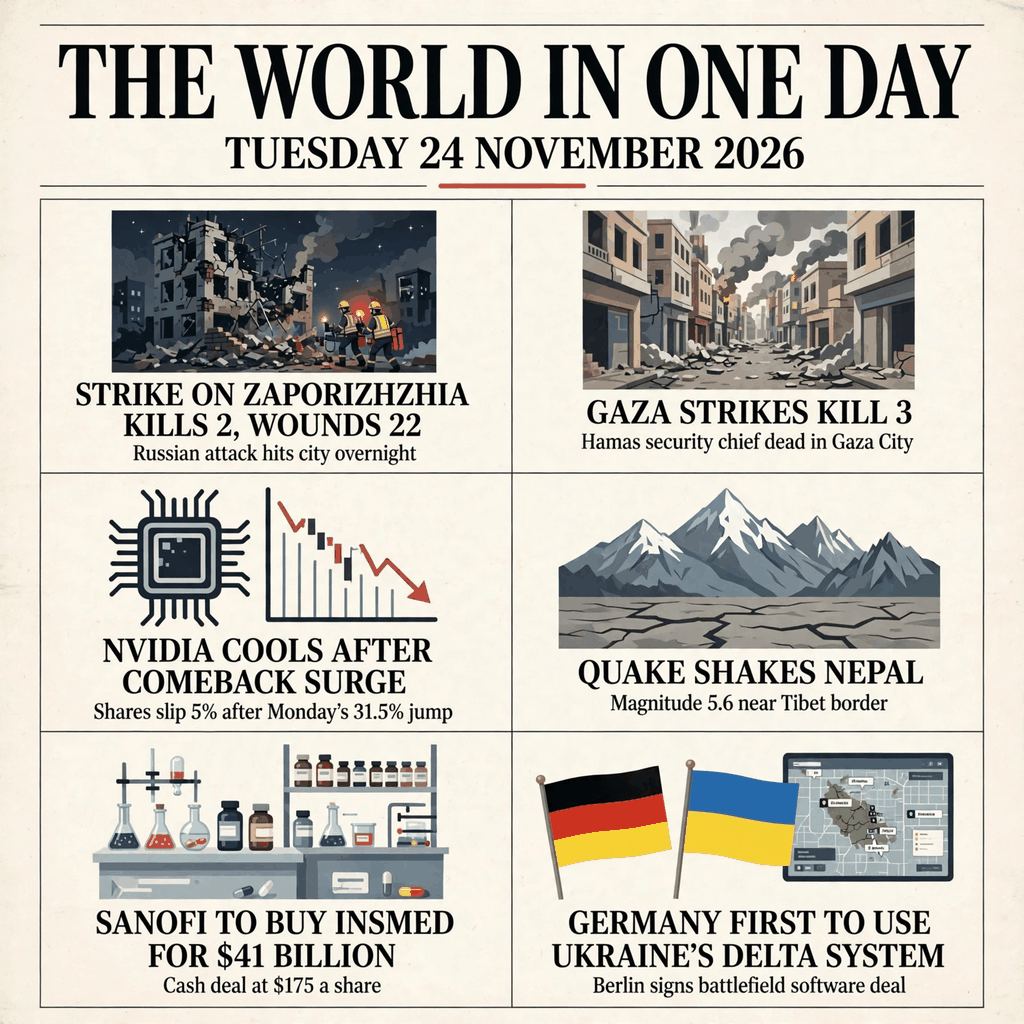 THE WORLD IN ONE DAY
TUESDAY 24 NOVEMBER 2026
STRIKE ON ZAPORIZHZHIA
KILLS 2, WOUNDS 22
Russian attack hits city overnight
GAZA STRIKES KILL 3
Hamas security chief dead in Gaza City
NVIDIA COOLS AFTER
COMEBACK SURGE
Shares slip 5% after Monday's 31.5% jump
QUAKE SHAKES NEPAL
Magnitude 5.6 near Tibet border
SANOFI TO BUY INSMED
FOR $41 BILLION
Cash deal at $175 a share
GERMANY FIRST TO USE
UKRAINE'S DELTA SYSTEM
Berlin signs battlefield software deal